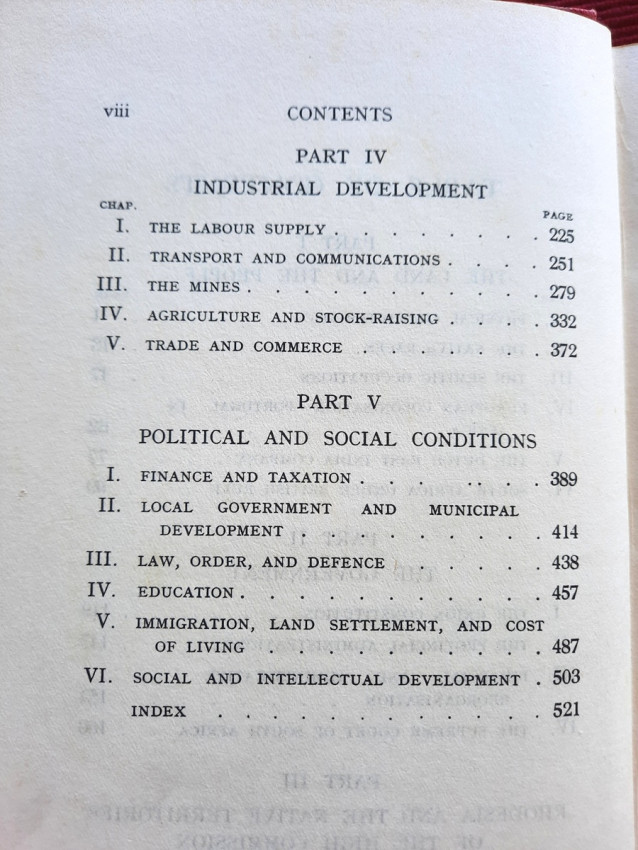 viii CONTENTS
PART IV
INDUSTRIAL DEVELOPMENT
CHAP. PAGE
I. THE LABOUR SUPPLY . . . . . . . . 225
II. TRANSPORT AND COMMUNICATIONS . . . . 251
III. THE MINES . . . . . . . . . . . 279
IV. AGRICULTURE AND STOCK-RAISING . . . . 332
V. TRADE AND COMMERCE . . . . . . . 372
PART V
POLITICAL AND SOCIAL CONDITIONS
I. FINANCE AND TAXATION . . . . . . . 389
II. LOCAL GOVERNMENT AND MUNICIPAL
DEVELOPMENT . . . . . . . . . 414
III. LAW, ORDER, AND DEFENCE . . . . . . 438
IV. EDUCATION . . . . . . . . . . . 457
V. IMMIGRATION, LAND SETTLEMENT, AND COST
OF LIVING . . . . . . . . . . 487
VI. SOCIAL AND INTELLECTUAL DEVELOPMENT . 503
INDEX . . . . . . . . . . . . 521